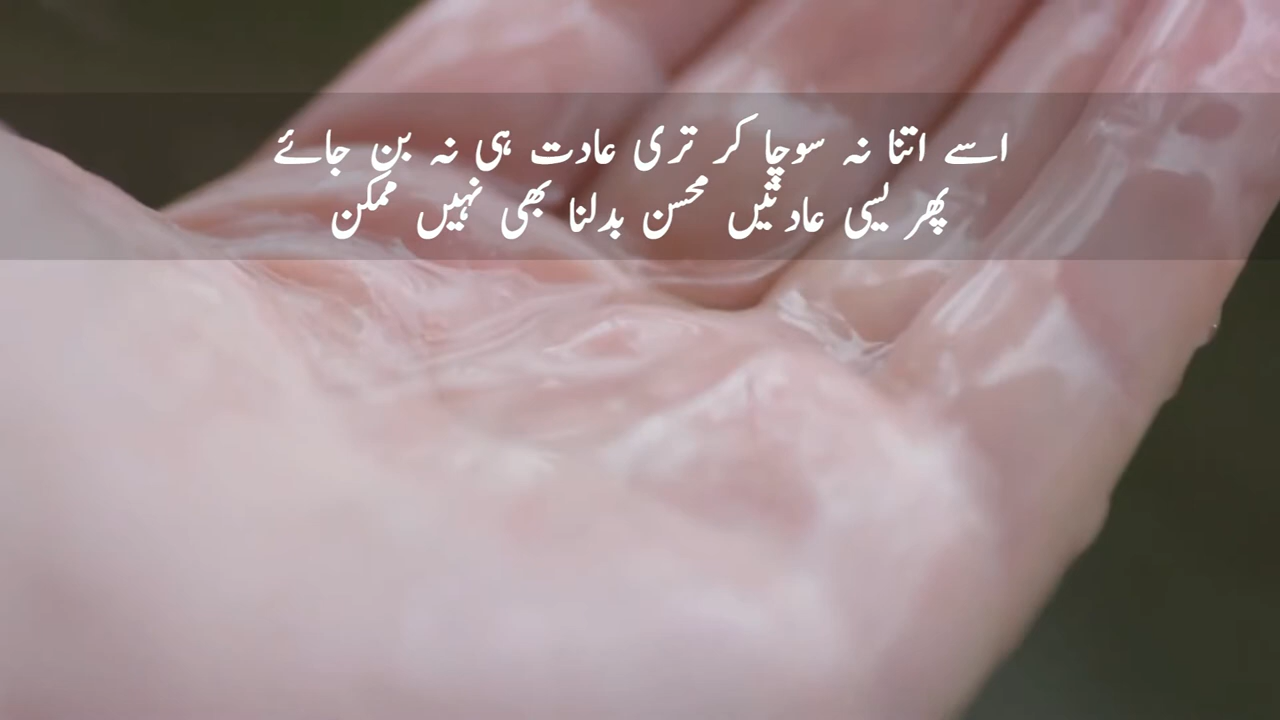 اسے اتنا نہ سوچا کر تری عادت ہی نہ بن جائے
پھر یسی عادتیں محسن بدلنا بھی نہیں ممکن